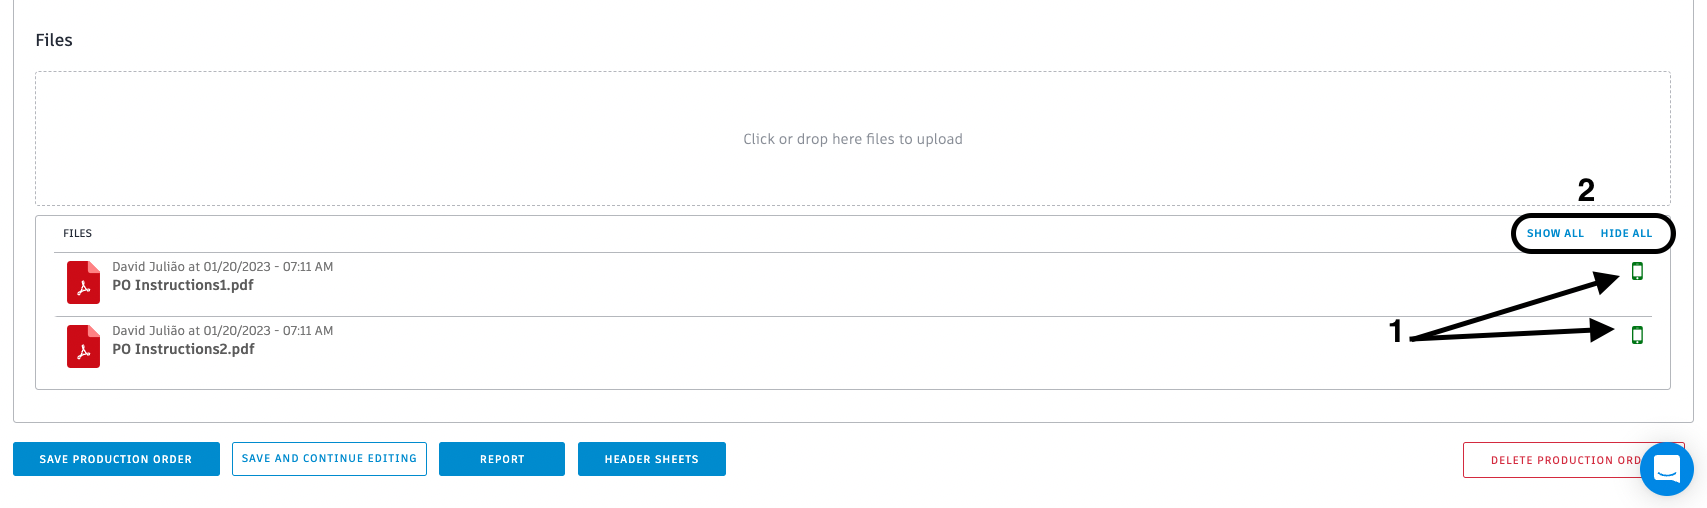 Files
Click or drop here files to upload
2
FILES
SHOW ALL HIDE ALL
David Julião at 01/20/2023 - 07:11 AM
PO Instructions1.pdf
1
David Julião at 01/20/2023 - 07:11 AM
PO Instructions2.pdf
SAVE PRODUCTION ORDER
SAVE AND CONTINUE EDITING
REPORT
HEADER SHEETS
DELETE PRODUCTION ORD